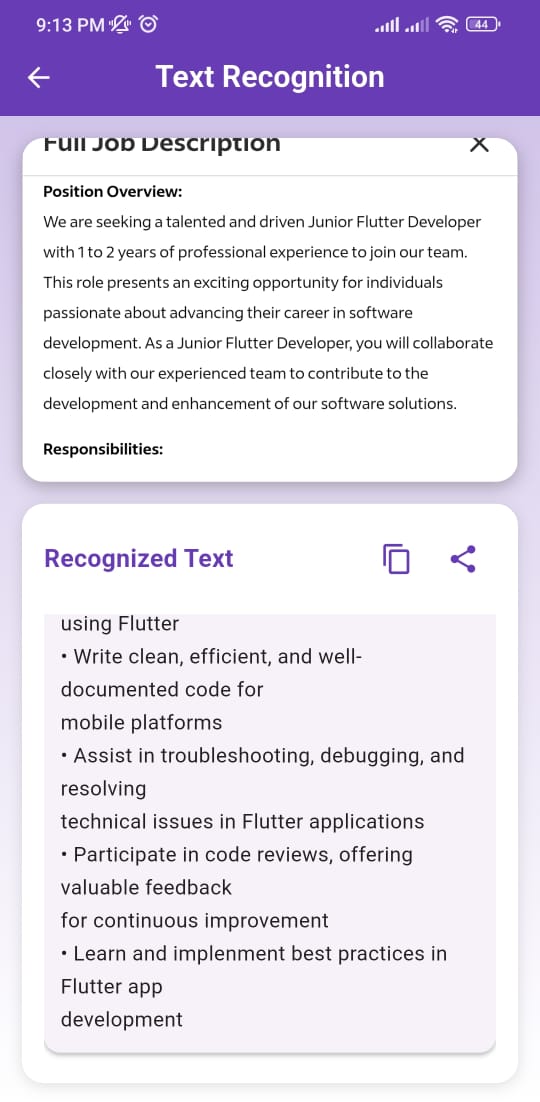 9:13 PM
44
Text Recognition
Full Job Description
Position Overview:
We are seeking a talented and driven Junior Flutter Developer
with 1 to 2 years of professional experience to join our team.
This role presents an exciting opportunity for individuals
passionate about advancing their career in software
development. As a Junior Flutter Developer, you will collaborate
closely with our experienced team to contribute to the
development and enhancement of our software solutions.
Responsibilities:
Recognized Text
using Flutter
• Write clean, efficient, and well-
documented code for
mobile platforms
• Assist in troubleshooting, debugging, and
resolving
technical issues in Flutter applications
• Participate in code reviews, offering
valuable feedback
for continuous improvement
• Learn and implenment best practices in
Flutter app
development